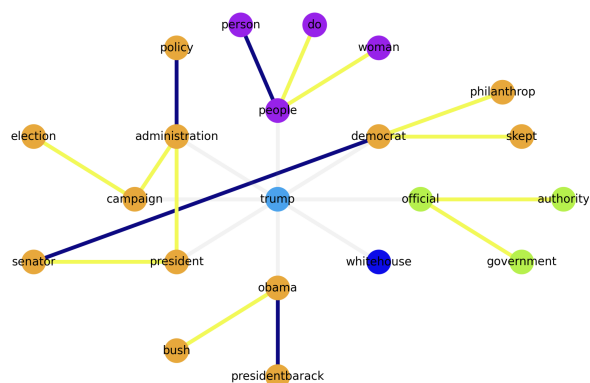 person
do
woman
policy
people
philanthrop
election
administration
democrat
skept
campaign
trump
official
authority
senator
president
whitehouse
government
obama
bush
presidentbarack